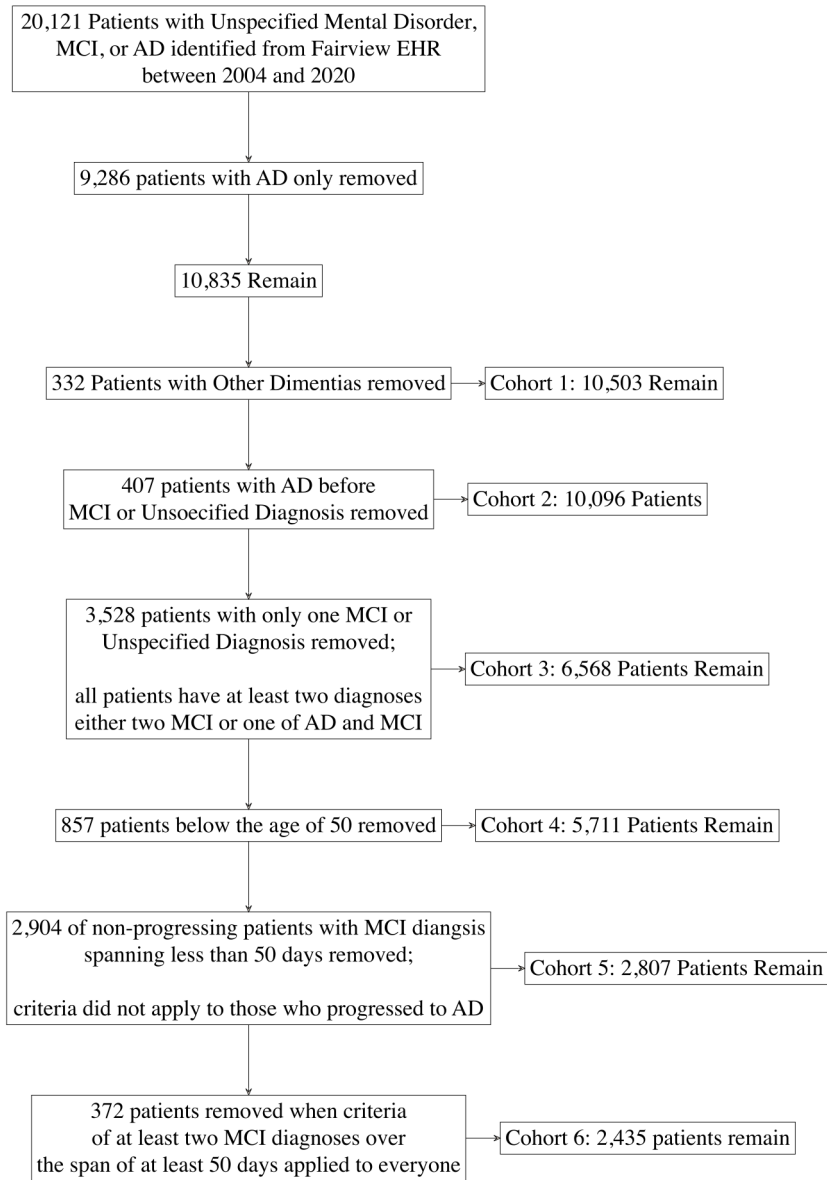 20,121 Patients with Unspecified Mental Disorder,
MCI, or AD identified from Fairview EHR
between 2004 and 2020
9,286 patients with AD only removed
10,835 Remain
332 Patients with Other Dimentias removed
Cohort 1: 10,503 Remain
407 patients with AD before
MCI or Unsoecified Diagnosis removed
Cohort 2: 10,096 Patients
3,528 patients with only one MCI or
Unspecified Diagnosis removed;
all patients have at least two diagnoses
either two MCI or one of AD and MCI
Cohort 3: 6,568 Patients Remain
857 patients below the age of 50 removed
Cohort 4: 5,711 Patients Remain
2,904 of non-progressing patients with MCI diangsis
spanning less than 50 days removed;
criteria did not apply to those who progressed to AD
Cohort 5: 2,807 Patients Remain
372 patients removed when criteria
of at least two MCI diagnoses over
the span of at least 50 days applied to everyone
Cohort 6: 2,435 patients remain